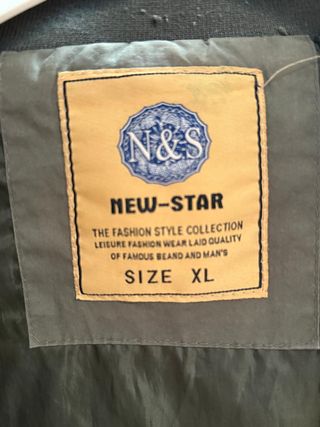 N&S
NEW-STAR
THE FASHION STYLE COLLECTION
LEISURE FASHION WEAR LAID QUALITY
OF FAMOUS BEAND AND MAN'S
SIZE XL